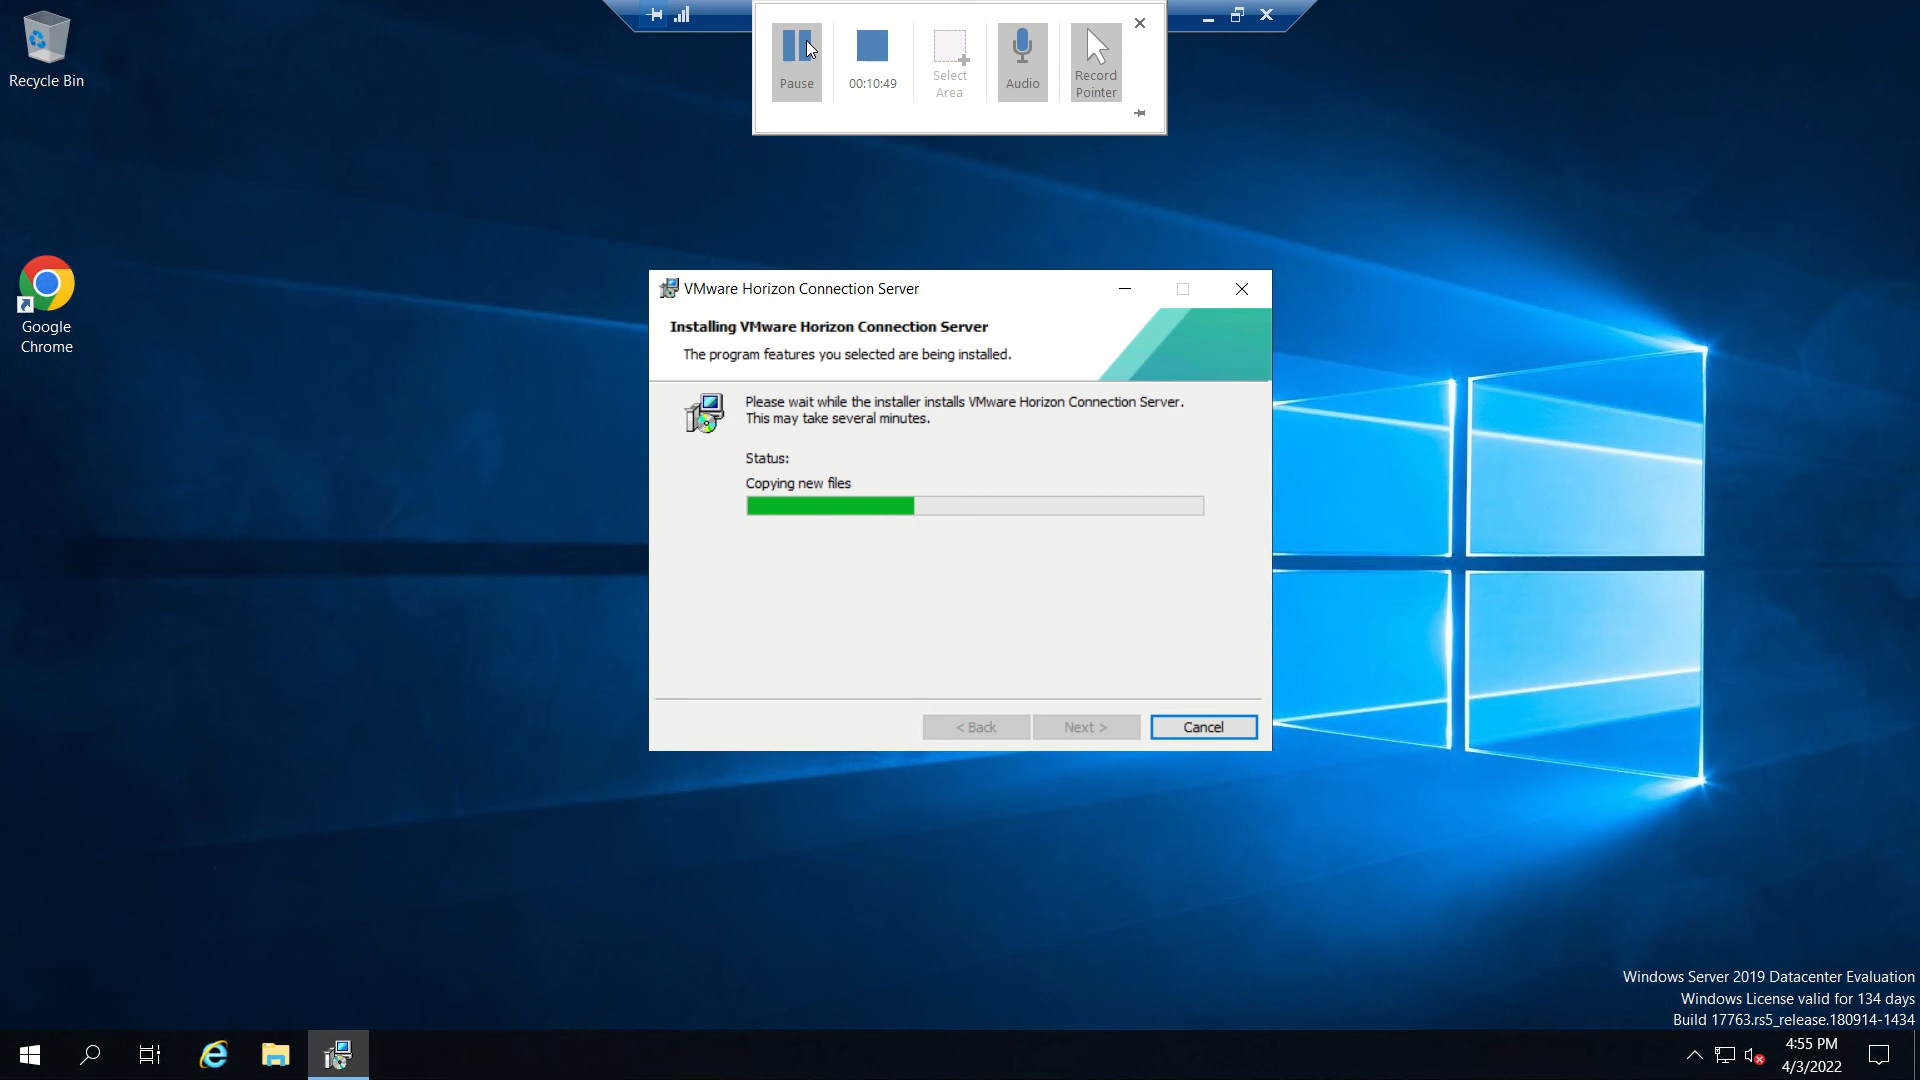 Recycle Bin
Google
Chrome
Pause
00:10:49
Select
Area
Audio
Record
Pointer
VMware Horizon Connection Server
Installing VMware Horizon Connection Server
The program features you selected are being installed.
Please wait while the installer installs VMware Horizon Connection Server.
This may take several minutes.
Status:
Copying new files
< Back
Next >
Cancel
Windows Server 2019 Datacenter Evaluation
Windows License valid for 134 days
Build 17763.rs5_release.180914-1434
4:55 PM
4/3/2022